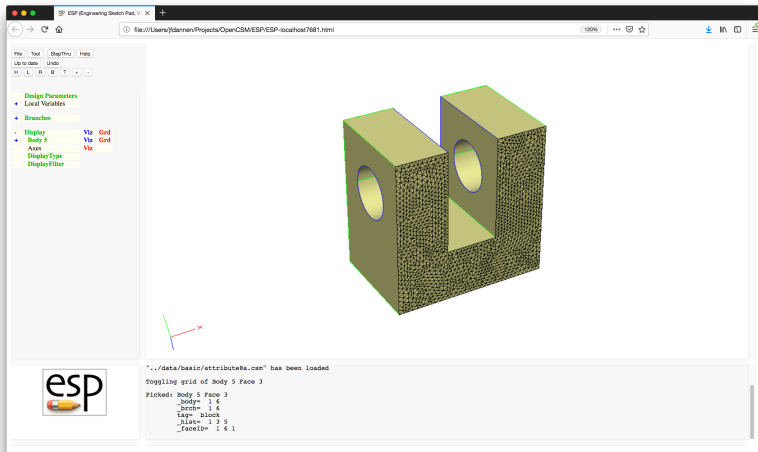 ESP (Engineering Sketch Pad, V
file:///Users/jfdannen/Projects/OpenCSM/ESP/ESP-localhost7681.html
120%
File Tool StepThru Help
Up to date Undo
H L R B T + -
Design Parameters
+ Local Variables
+ Branches
- Display Viz Grd
+ Body 5 Viz Grd
Axes Viz
DisplayType
DisplayFilter
X
esp
"../data/basic/attribute8a.csm" has been loaded
Toggling grid of Body 5 Face 3
Picked: Body 5 Face 3
_body= 1 6
_brch= 1 6
tag= block
_hist= 1 3 5
_faceID= 1 6 1